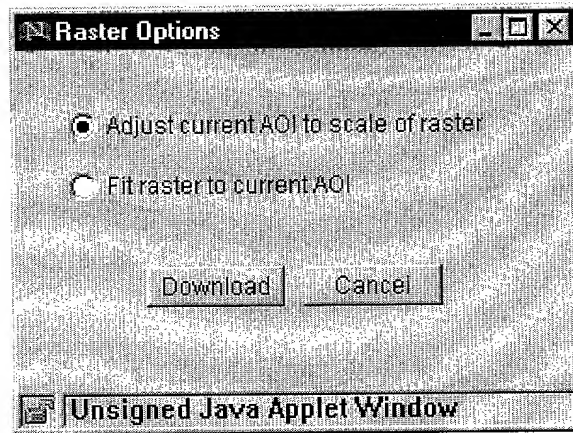 Raster Options
Adjust current AOI to scale of raster
Fit raster to current AOI
Download Cancel
Unsigned Java Applet Window